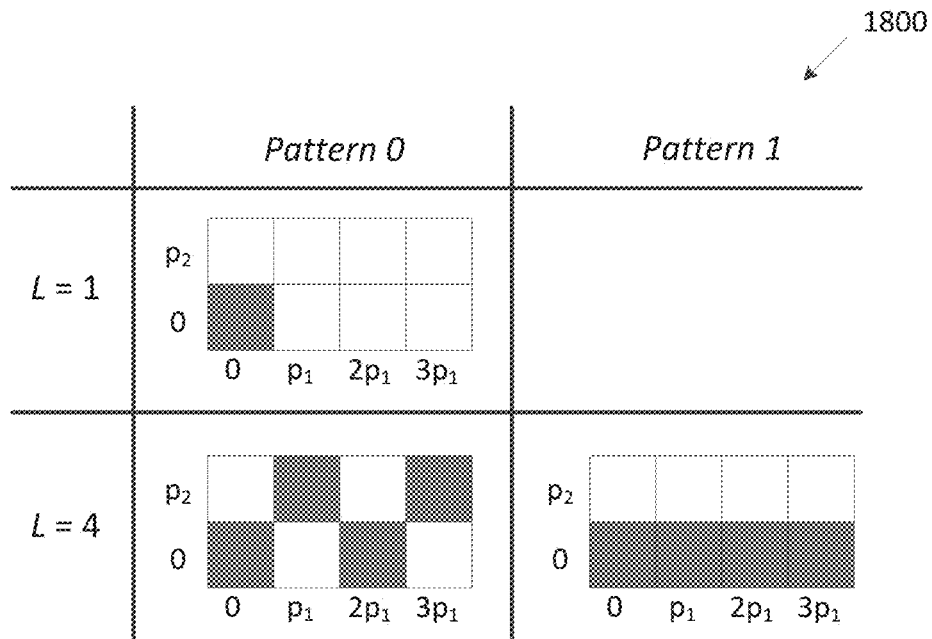 1800
Pattern 0 Pattern 1
L = 1
p₂
0
0 p₁ 2p₁ 3p₁
L = 4
p₂
0
0 p₁ 2p₁ 3p₁
p₂
0
0 p₁ 2p₁ 3p₁